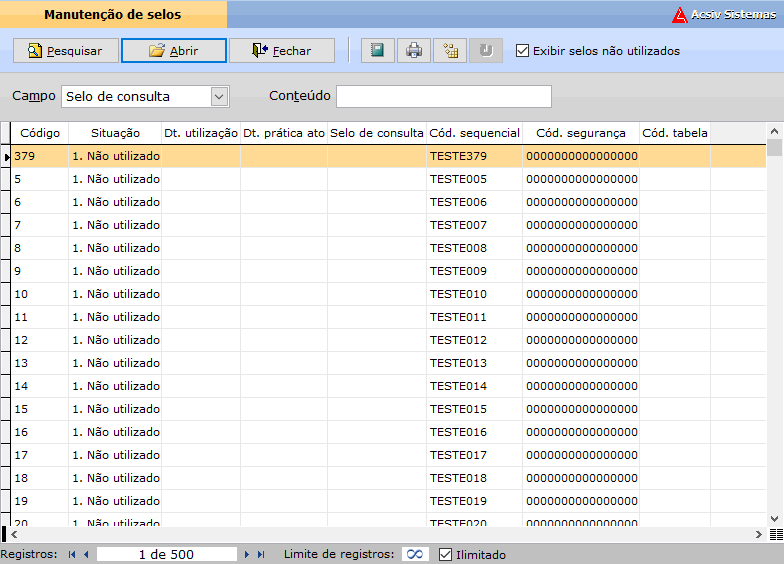 Manutenção de selos
Acsiv Sistemas
Pesquisar Abrir Fechar Exibir selos não utilizados
Campo Selo de consulta Conteúdo
Código Situação Dt. utilização Dt. prática ato Selo de consulta Cód. sequencial Cód. segurança Cód. tabela
379 1. Não utilizado TESTE379 0000000000000000
5 1. Não utilizado TESTE005 0000000000000000
6 1. Não utilizado TESTE006 0000000000000000
7 1. Não utilizado TESTE007 0000000000000000
8 1. Não utilizado TESTE008 0000000000000000
9 1. Não utilizado TESTE009 0000000000000000
10 1. Não utilizado TESTE010 0000000000000000
11 1. Não utilizado TESTE011 0000000000000000
12 1. Não utilizado TESTE012 0000000000000000
13 1. Não utilizado TESTE013 0000000000000000
14 1. Não utilizado TESTE014 0000000000000000
15 1. Não utilizado TESTE015 0000000000000000
16 1. Não utilizado TESTE016 0000000000000000
17 1. Não utilizado TESTE017 0000000000000000
18 1. Não utilizado TESTE018 0000000000000000
19 1. Não utilizado TESTE019 0000000000000000
20 1. Não utilizado TESTE020 0000000000000000
Registros: 1 de 500 Limite de registros: ∞ Ilimitado